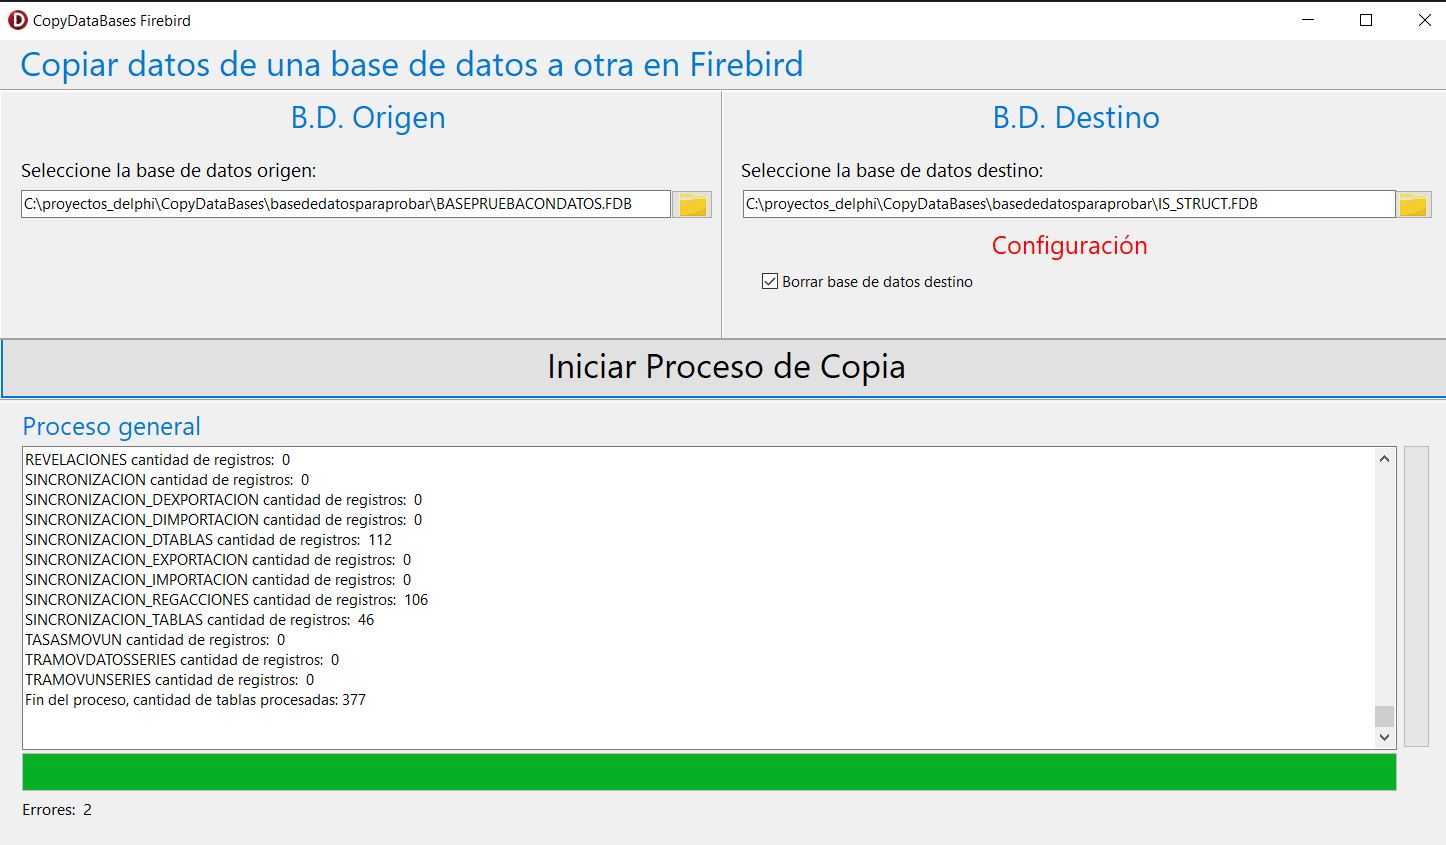 CopyDataBases Firebird
Copiar datos de una base de datos a otra en Firebird
B.D. Origen
Seleccione la base de datos origen:
C:\proyectos_delphi\CopyDataBases\basededatosparaprobar\BASEPRUEBACONDATOS.FDB
B.D. Destino
Seleccione la base de datos destino:
C:\proyectos_delphi\CopyDataBases\basededatosparaprobar\IS_STRUCT.FDB
Configuración
Borrar base de datos destino
Iniciar Proceso de Copia
Proceso general
REVELACIONES cantidad de registros:  0
SINCRONIZACION cantidad de registros:  0
SINCRONIZACION_DEXPORTACION cantidad de registros:  0
SINCRONIZACION_DIMPORTACION cantidad de registros:  0
SINCRONIZACION_DTABLAS cantidad de registros:  112
SINCRONIZACION_EXPORTACION cantidad de registros:  0
SINCRONIZACION_IMPORTACION cantidad de registros:  0
SINCRONIZACION_REGACCIONES cantidad de registros:  106
SINCRONIZACION_TABLAS cantidad de registros:  46
TASASMOVUN cantidad de registros:  0
TRAMOVDATOSSERIES cantidad de registros:  0
TRAMOVUNSERIES cantidad de registros:  0
Fin del proceso, cantidad de tablas procesadas: 377
Errores:  2